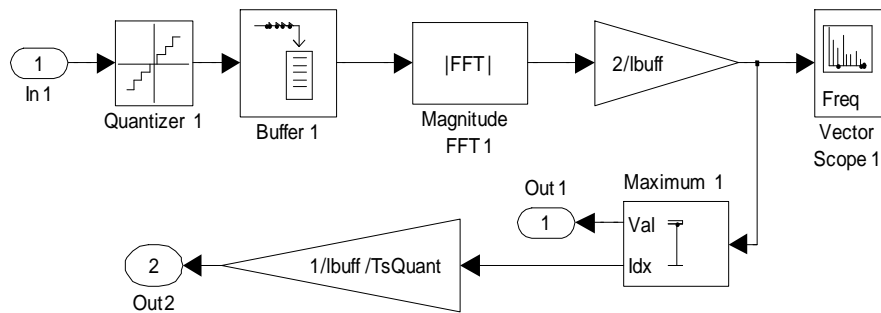 1
In 1
Quantizer 1
Buffer 1
|FFT|
Magnitude
FFT 1
2/lbuff
Freq
Vector
Scope 1
Maximum 1
Val
Idx
Out 1
1
1/lbuff /TsQuant
2
Out2